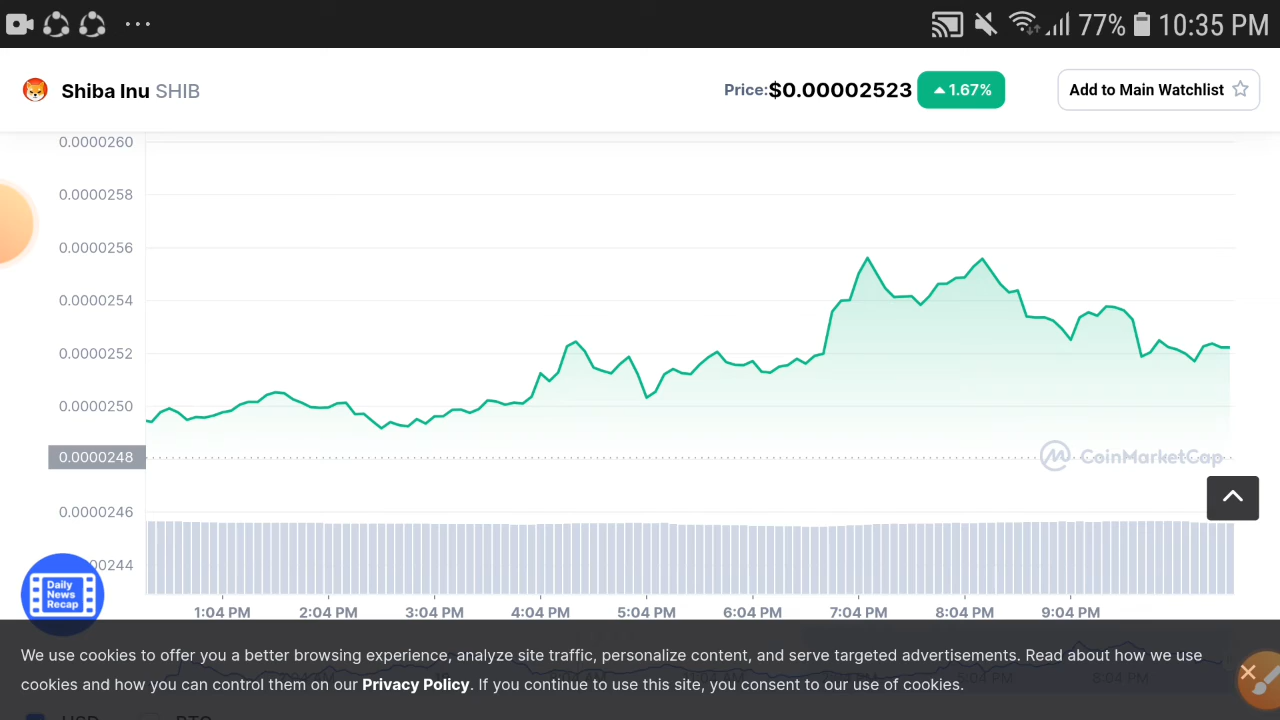 77% 10:35 PM
Shiba Inu SHIB
Price:$0.00002523 1.67%
Add to Main Watchlist
0.0000260
0.0000258
0.0000256
0.0000254
0.0000252
0.0000250
0.0000248
CoinMarketCap
0.0000246
00244
Daily
News
Recap
1:04 PM 2:04 PM 3:04 PM 4:04 PM 5:04 PM 6:04 PM 7:04 PM 8:04 PM 9:04 PM
We use cookies to offer you a better browsing experience, analyze site traffic, personalize content, and serve targeted advertisements. Read about how we use
cookies and how you can control them on our Privacy Policy. If you continue to use this site, you consent to our use of cookies.